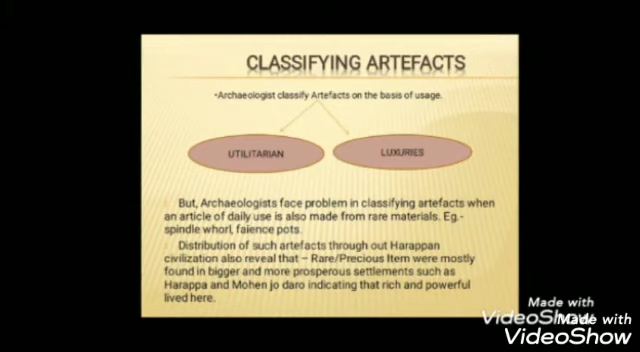 CLASSIFYING ARTEFACTS
•Archaeologist classify Artefacts on the basis of usage.
UTILITARIAN
LUXURIES
But, Archaeologists face problem in classifying artefacts when
an article of daily use is also made from rare materials. Eg.-
spindle whorl, faience pots.
Distribution of such artefacts through out Harappan
civilization also reveal that – Rare/Precious Item were mostly
found in bigger and more prosperous settlements such as
Harappa and Mohen jo daro indicating that rich and powerful
lived here.
Made with
VideoShow
Made with
VideoShow